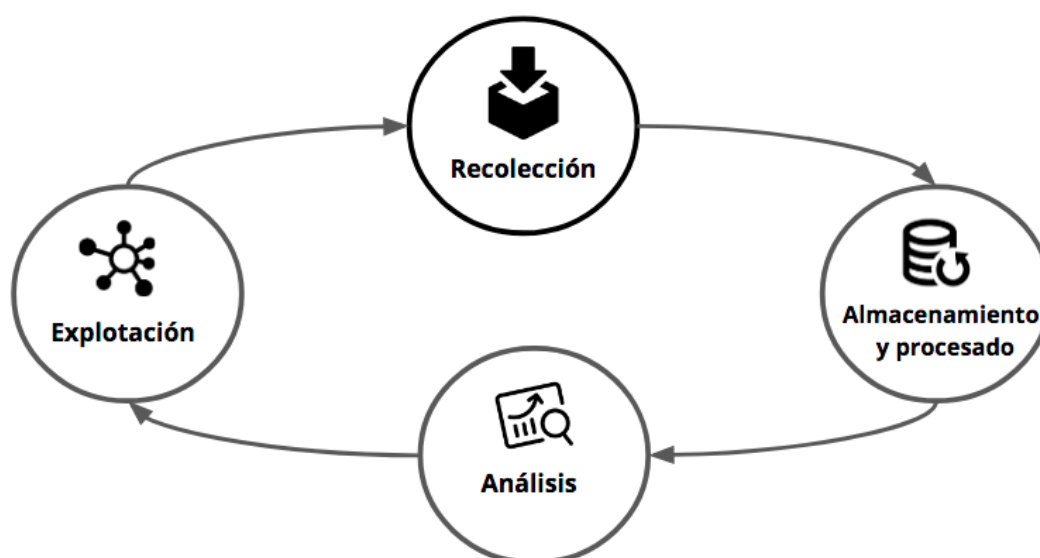 Recolección
Explotación
Almacenamiento
y procesado
Análisis